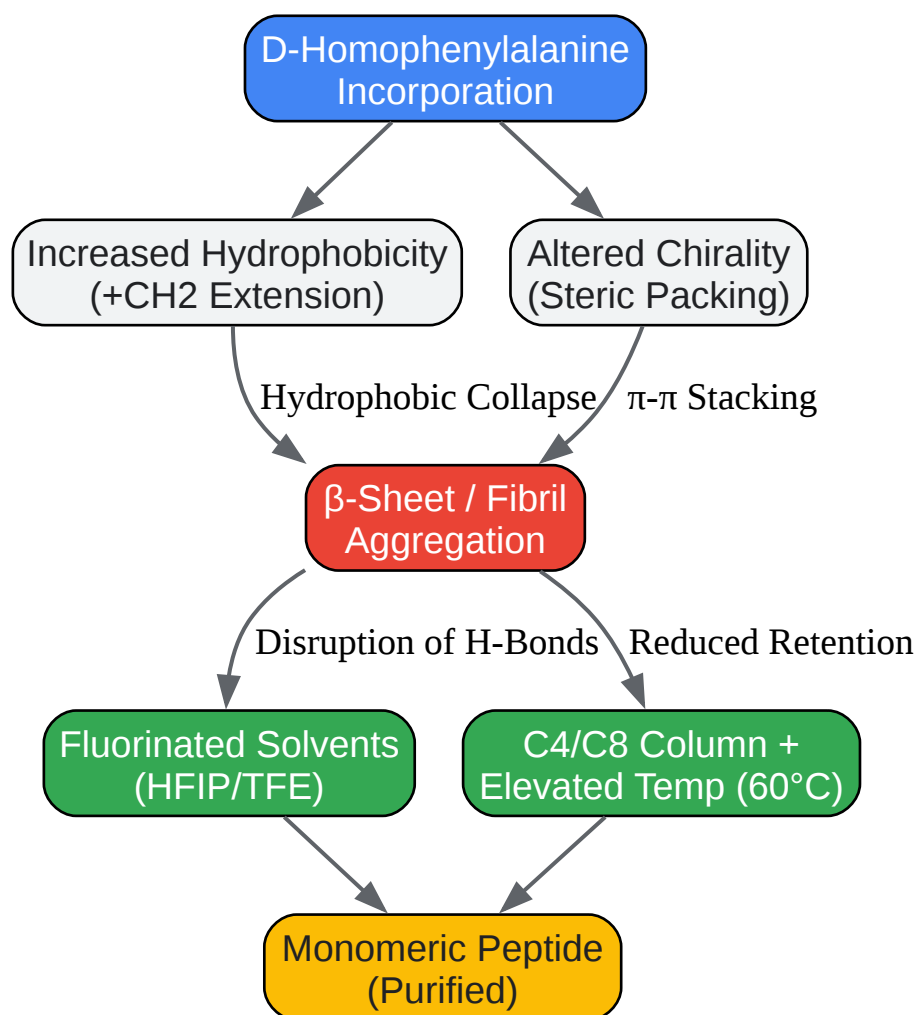 D-Homophenylalanine
Incorporation
Increased Hydrophobicity
(+CH2 Extension)
Altered Chirality
(Steric Packing)
Hydrophobic Collapse
π-π Stacking
β-Sheet / Fibril
Aggregation
Disruption of H-Bonds
Reduced Retention
Fluorinated Solvents
(HFIP/TFE)
C4/C8 Column +
Elevated Temp (60°C)
Monomeric Peptide
(Purified)